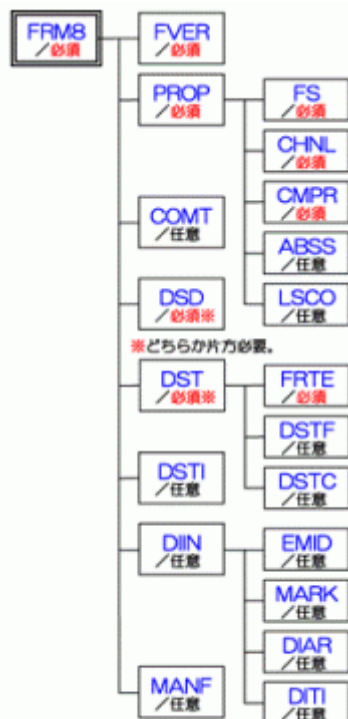 FRM8
/必須
FVER
/必須
PROP
/必須
FS
/必須
CHNL
/必須
CMPR
/必須
ABSS
/任意
LSCO
/任意
COMT
/任意
DSD
/必須※
※どちらか片方必要。
DST
/必須※
FRTE
/必須
DSTF
/任意
DSTC
/任意
DSTI
/任意
DIIN
/任意
EMID
/任意
MARK
/任意
DIAR
/任意
DITI
/任意
MANF
/任意